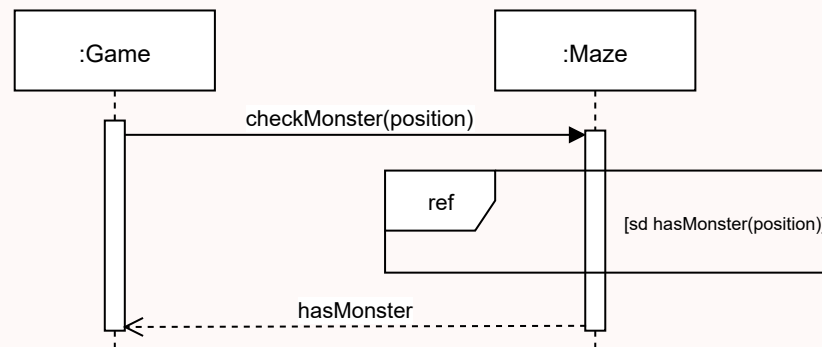 :Game
:Maze
checkMonster(position)
ref
[sd hasMonster(position)]
hasMonster